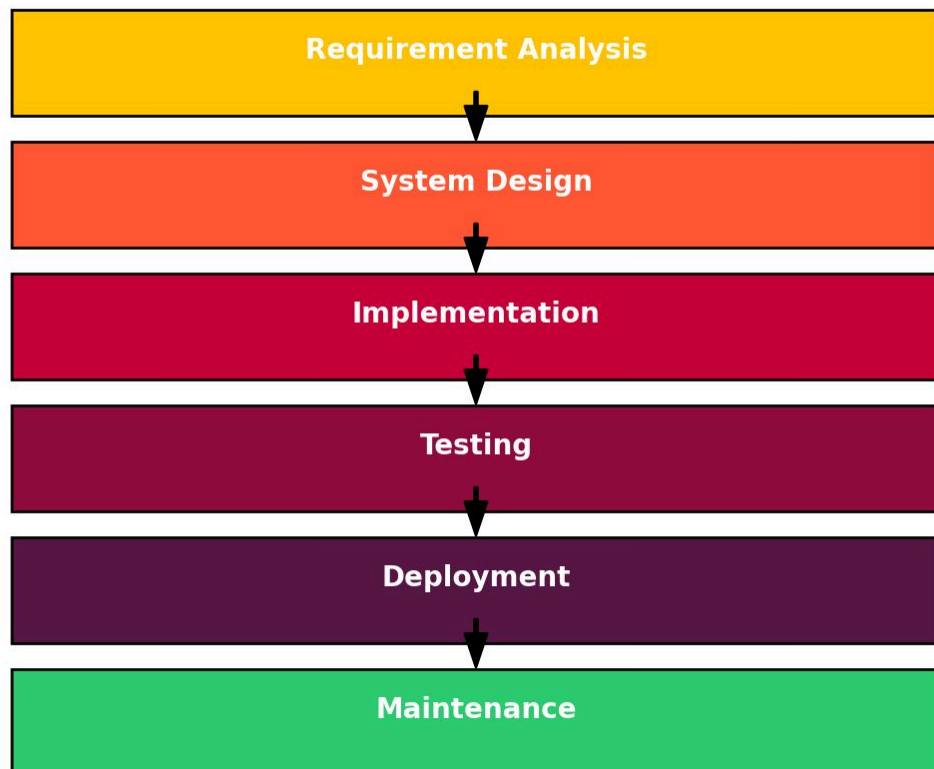 Requirement Analysis
System Design
Implementation
Testing
Deployment
Maintenance